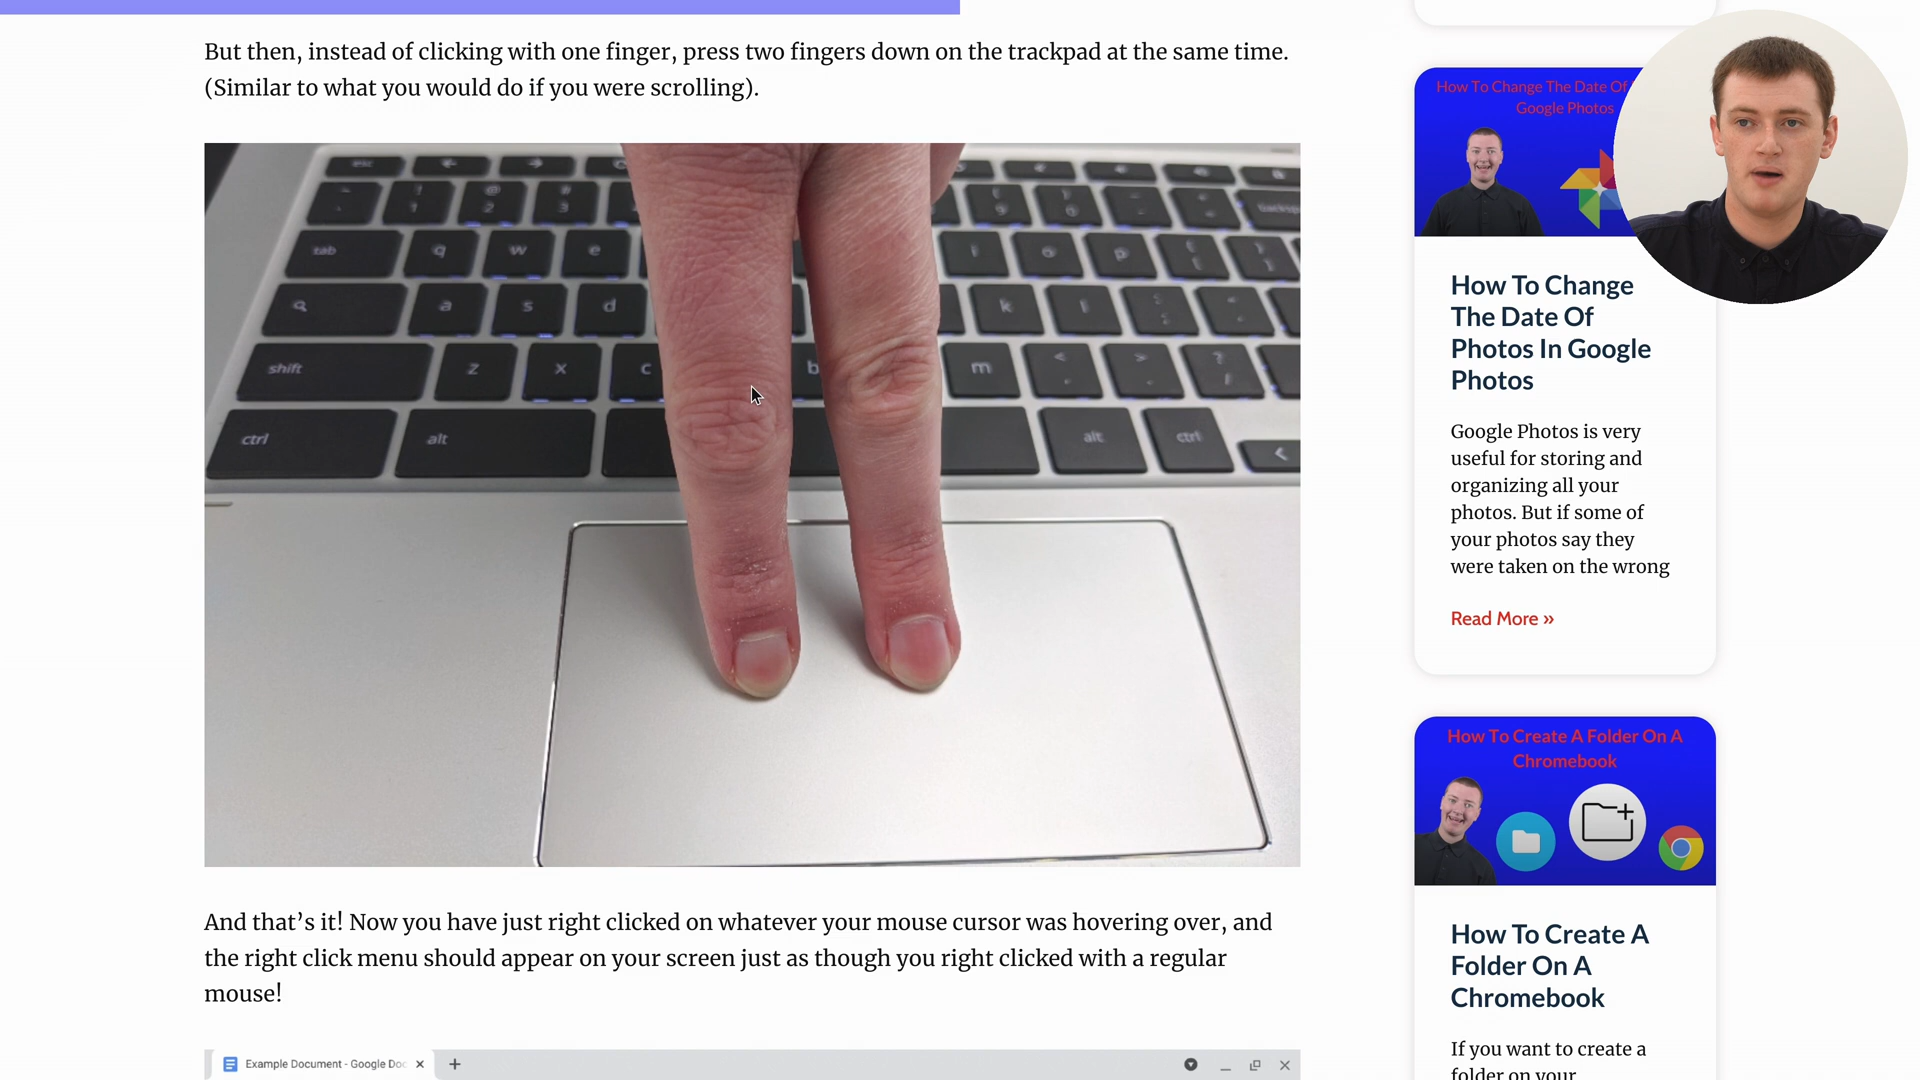 But then, instead of clicking with one finger, press two fingers down on the trackpad at the same time.
(Similar to what you would do if you were scrolling).
esc
tab q w e i o p
a s d k l
shift z x c b m
ctrl alt alt ctrl
And that’s it! Now you have just right clicked on whatever your mouse cursor was hovering over, and
the right click menu should appear on your screen just as though you right clicked with a regular
mouse!
Example Document - Google Doc
How To Change The Date Of
Google Photos
How To Change
The Date Of
Photos In Google
Photos
Google Photos is very
useful for storing and
organizing all your
photos. But if some of
your photos say they
were taken on the wrong
Read More »
How To Create A Folder On A
Chromebook
How To Create A
Folder On A
Chromebook
If you want to create a
folder on your